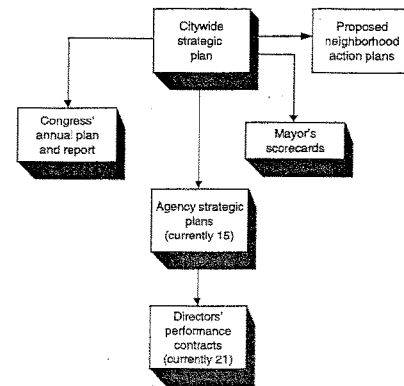 Citywide
strategic
plan
Proposed
neighborhood
action plans
Congress'
annual plan
and report
Mayor's
scorecards
Agency strategic
plans
(currently 15)
Directors'
performance
contracts
(currently 21)